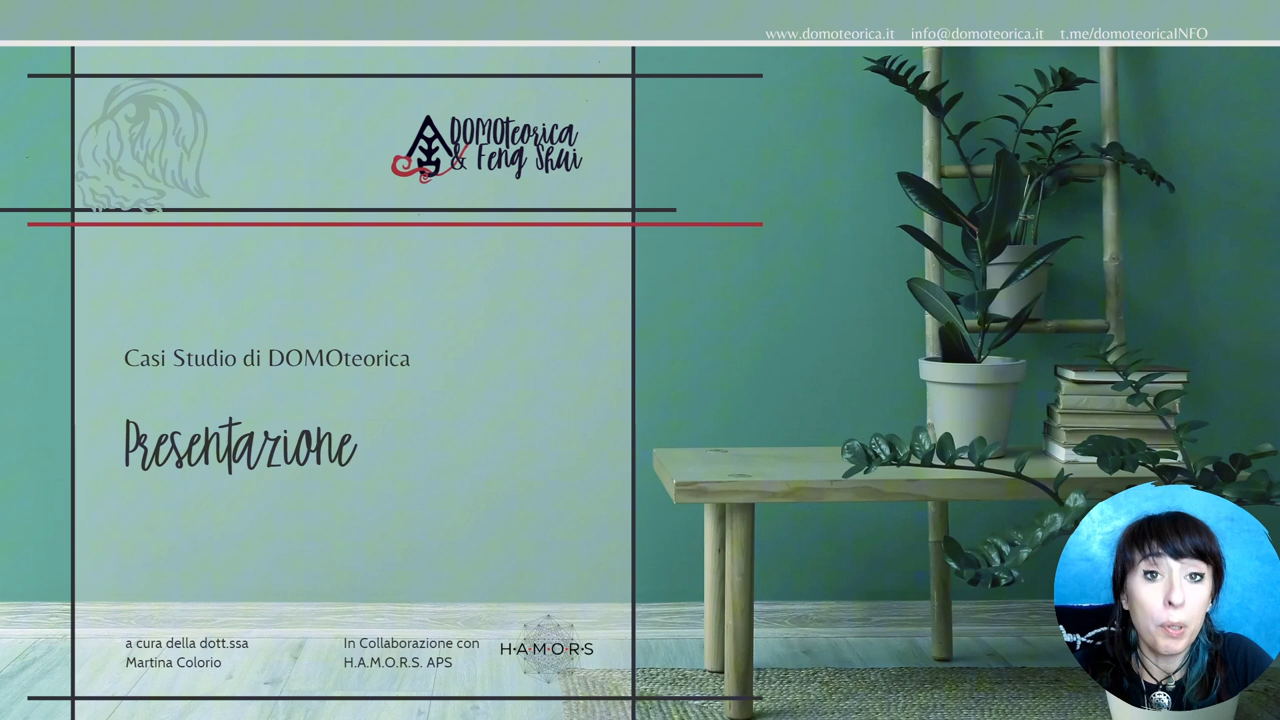 www.domoteorica.it info@domoteorica.it t.me/domoteoricaINFO
DOMOteorica
& Feng Shui
Casi Studio di DOMOteorica
Presentazione
a cura della dott.ssa
Martina Colorio
In Collaborazione con
H.A.M.O.R.S. APS
H•A•M•O•R•S